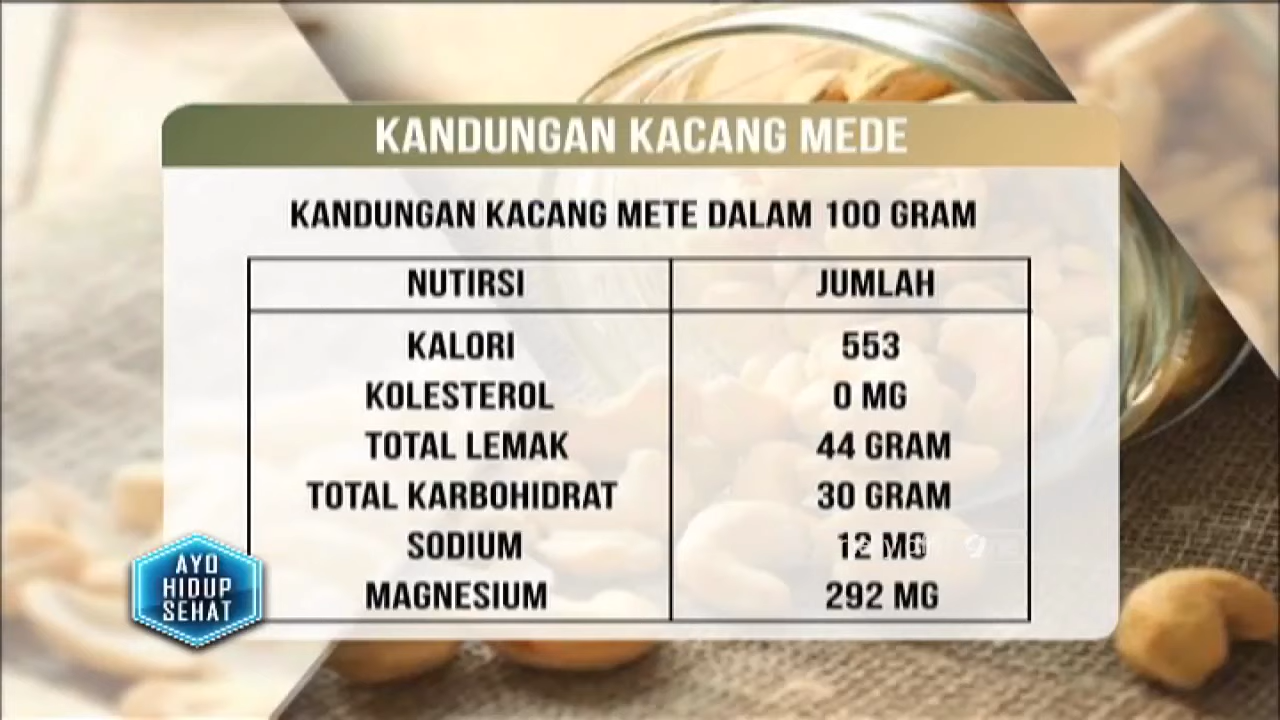 KANDUNGAN KACANG MEDE
KANDUNGAN KACANG METE DALAM 100 GRAM
NUTIRSI JUMLAH
KALORI 553
KOLESTEROL 0 MG
TOTAL LEMAK 44 GRAM
TOTAL KARBOHIDRAT 30 GRAM
SODIUM 12 MG
MAGNESIUM 292 MG
AYO
HIDUP
SEHAT